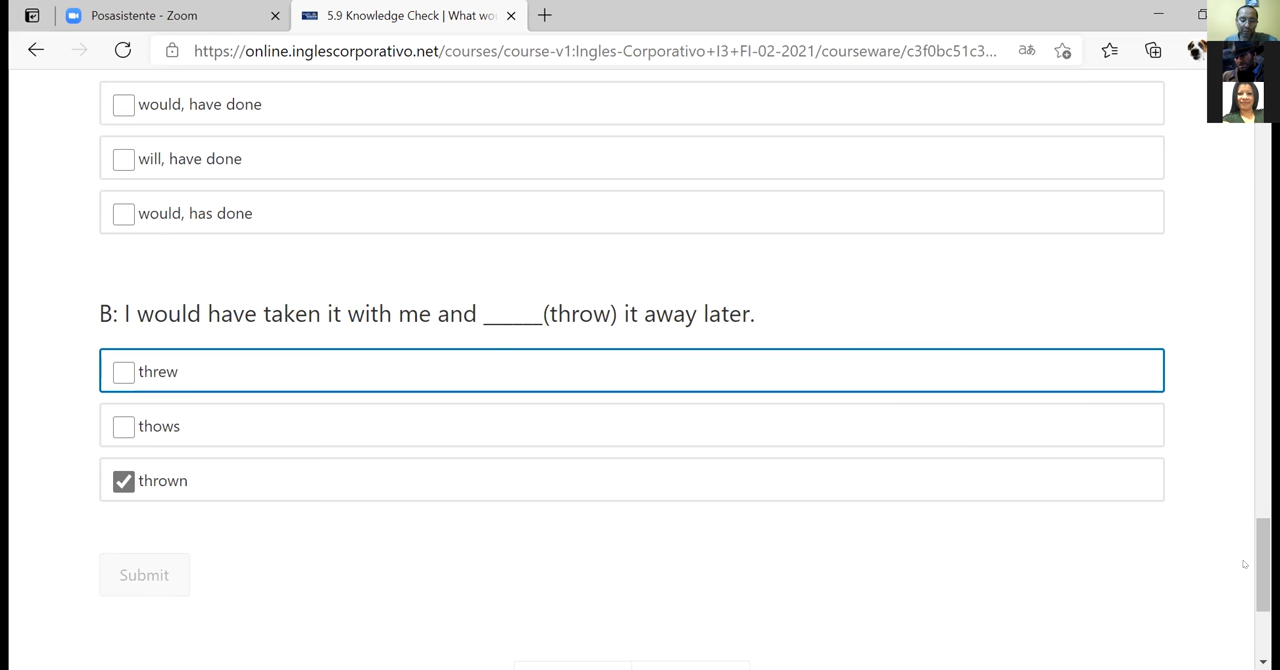 Posasistente - Zoom
5.9 Knowledge Check | What wo
https://online.inglescorporativo.net/courses/course-v1:Ingles-Corporativo+I3+FI-02-2021/courseware/c3f0bc51c3...
would, have done
will, have done
would, has done
B: I would have taken it with me and _____(throw) it away later.
threw
thows
thrown
Submit